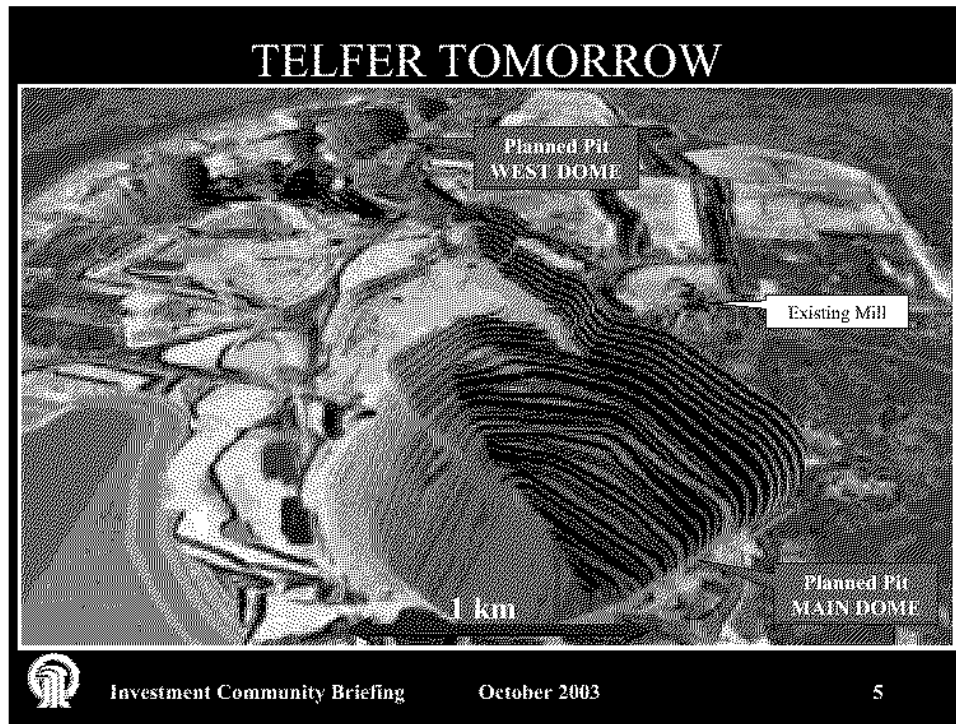 TELFER TOMORROW
Planned Pit
WEST DOME
Existing Mill
Planned Pit
MAIN DOME
1 km
Investment Community Briefing October 2003 5